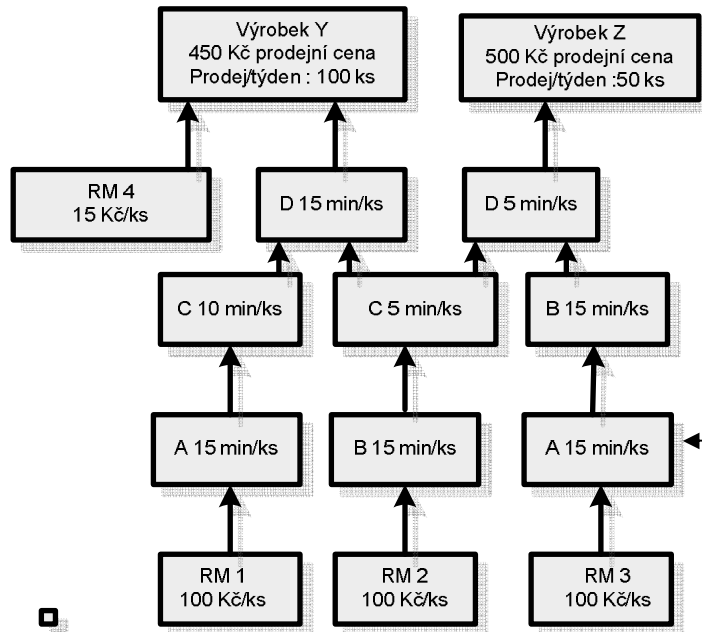 Výrobek Y
450 Kč prodejní cena
Prodej/týden : 100 ks
Výrobek Z
500 Kč prodejní cena
Prodej/týden :50 ks
RM 4
15 Kč/ks
D 15 min/ks
D 5 min/ks
C 10 min/ks
C 5 min/ks
B 15 min/ks
A 15 min/ks
B 15 min/ks
A 15 min/ks
RM 1
100 Kč/ks
RM 2
100 Kč/ks
RM 3
100 Kč/ks